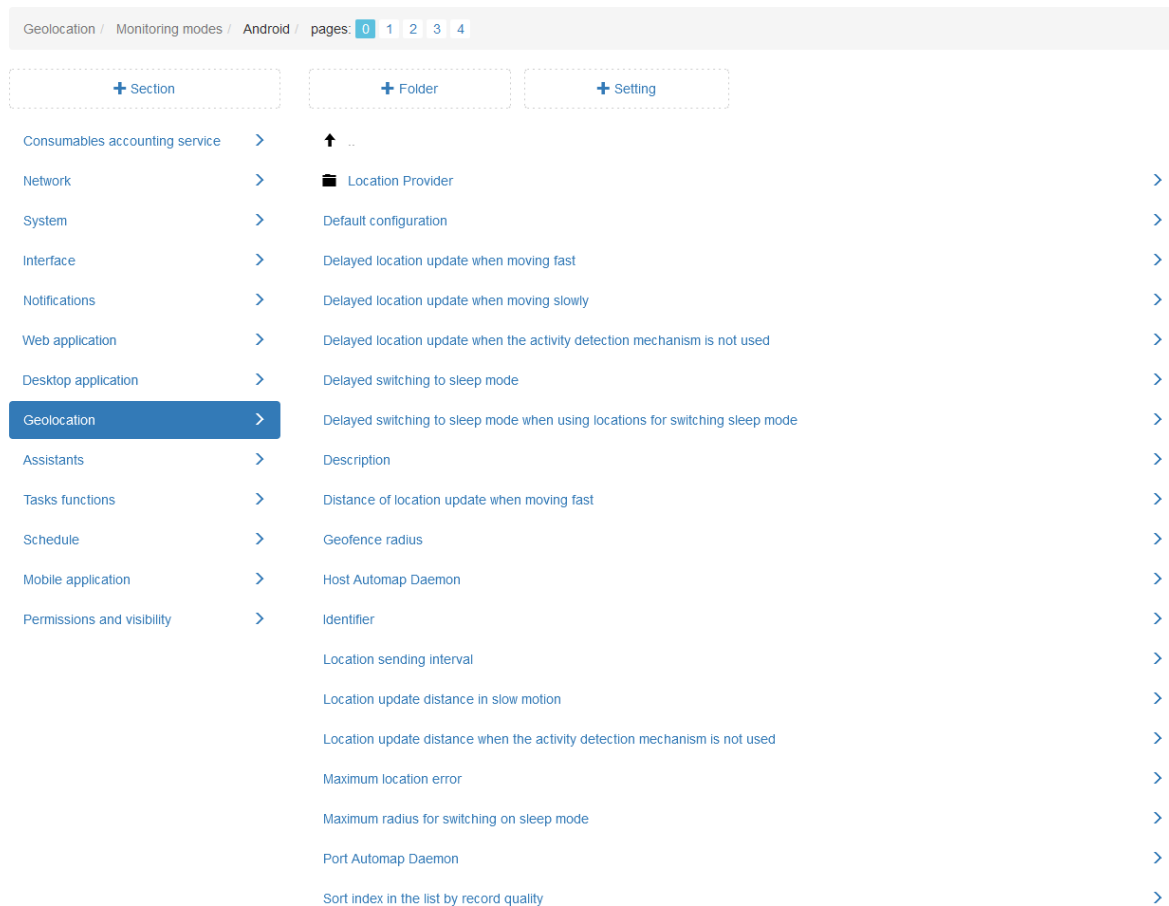 Geolocation / Monitoring modes / Android / pages: 0 1 2 3 4
+ Section
+ Folder
+ Setting
Consumables accounting service
Network
System
Interface
Notifications
Web application
Desktop application
Geolocation
Assistants
Tasks functions
Schedule
Mobile application
Permissions and visibility
..
Location Provider
Default configuration
Delayed location update when moving fast
Delayed location update when moving slowly
Delayed location update when the activity detection mechanism is not used
Delayed switching to sleep mode
Delayed switching to sleep mode when using locations for switching sleep mode
Description
Distance of location update when moving fast
Geofence radius
Host Automap Daemon
Identifier
Location sending interval
Location update distance in slow motion
Location update distance when the activity detection mechanism is not used
Maximum location error
Maximum radius for switching on sleep mode
Port Automap Daemon
Sort index in the list by record quality